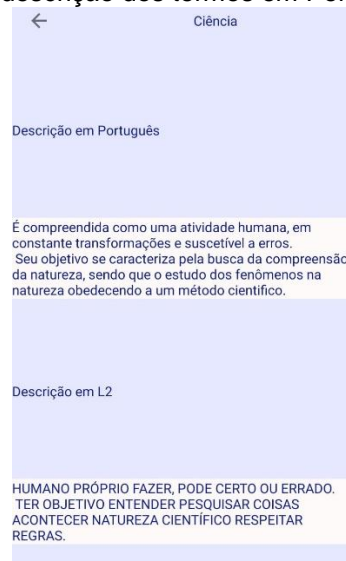 Ciência
Descrição em Português
É compreendida como uma atividade humana, em
constante transformações e suscetível a erros.
Seu objetivo se caracteriza pela busca da compreensão
da natureza, sendo que o estudo dos fenômenos na
natureza obedecendo a um método cientifico.
Descrição em L2
HUMANO PRÓPRIO FAZER, PODE CERTO OU ERRADO.
TER OBJETIVO ENTENDER PESQUISAR COISAS
ACONTECER NATUREZA CIENTÍFICO RESPEITAR
REGRAS.